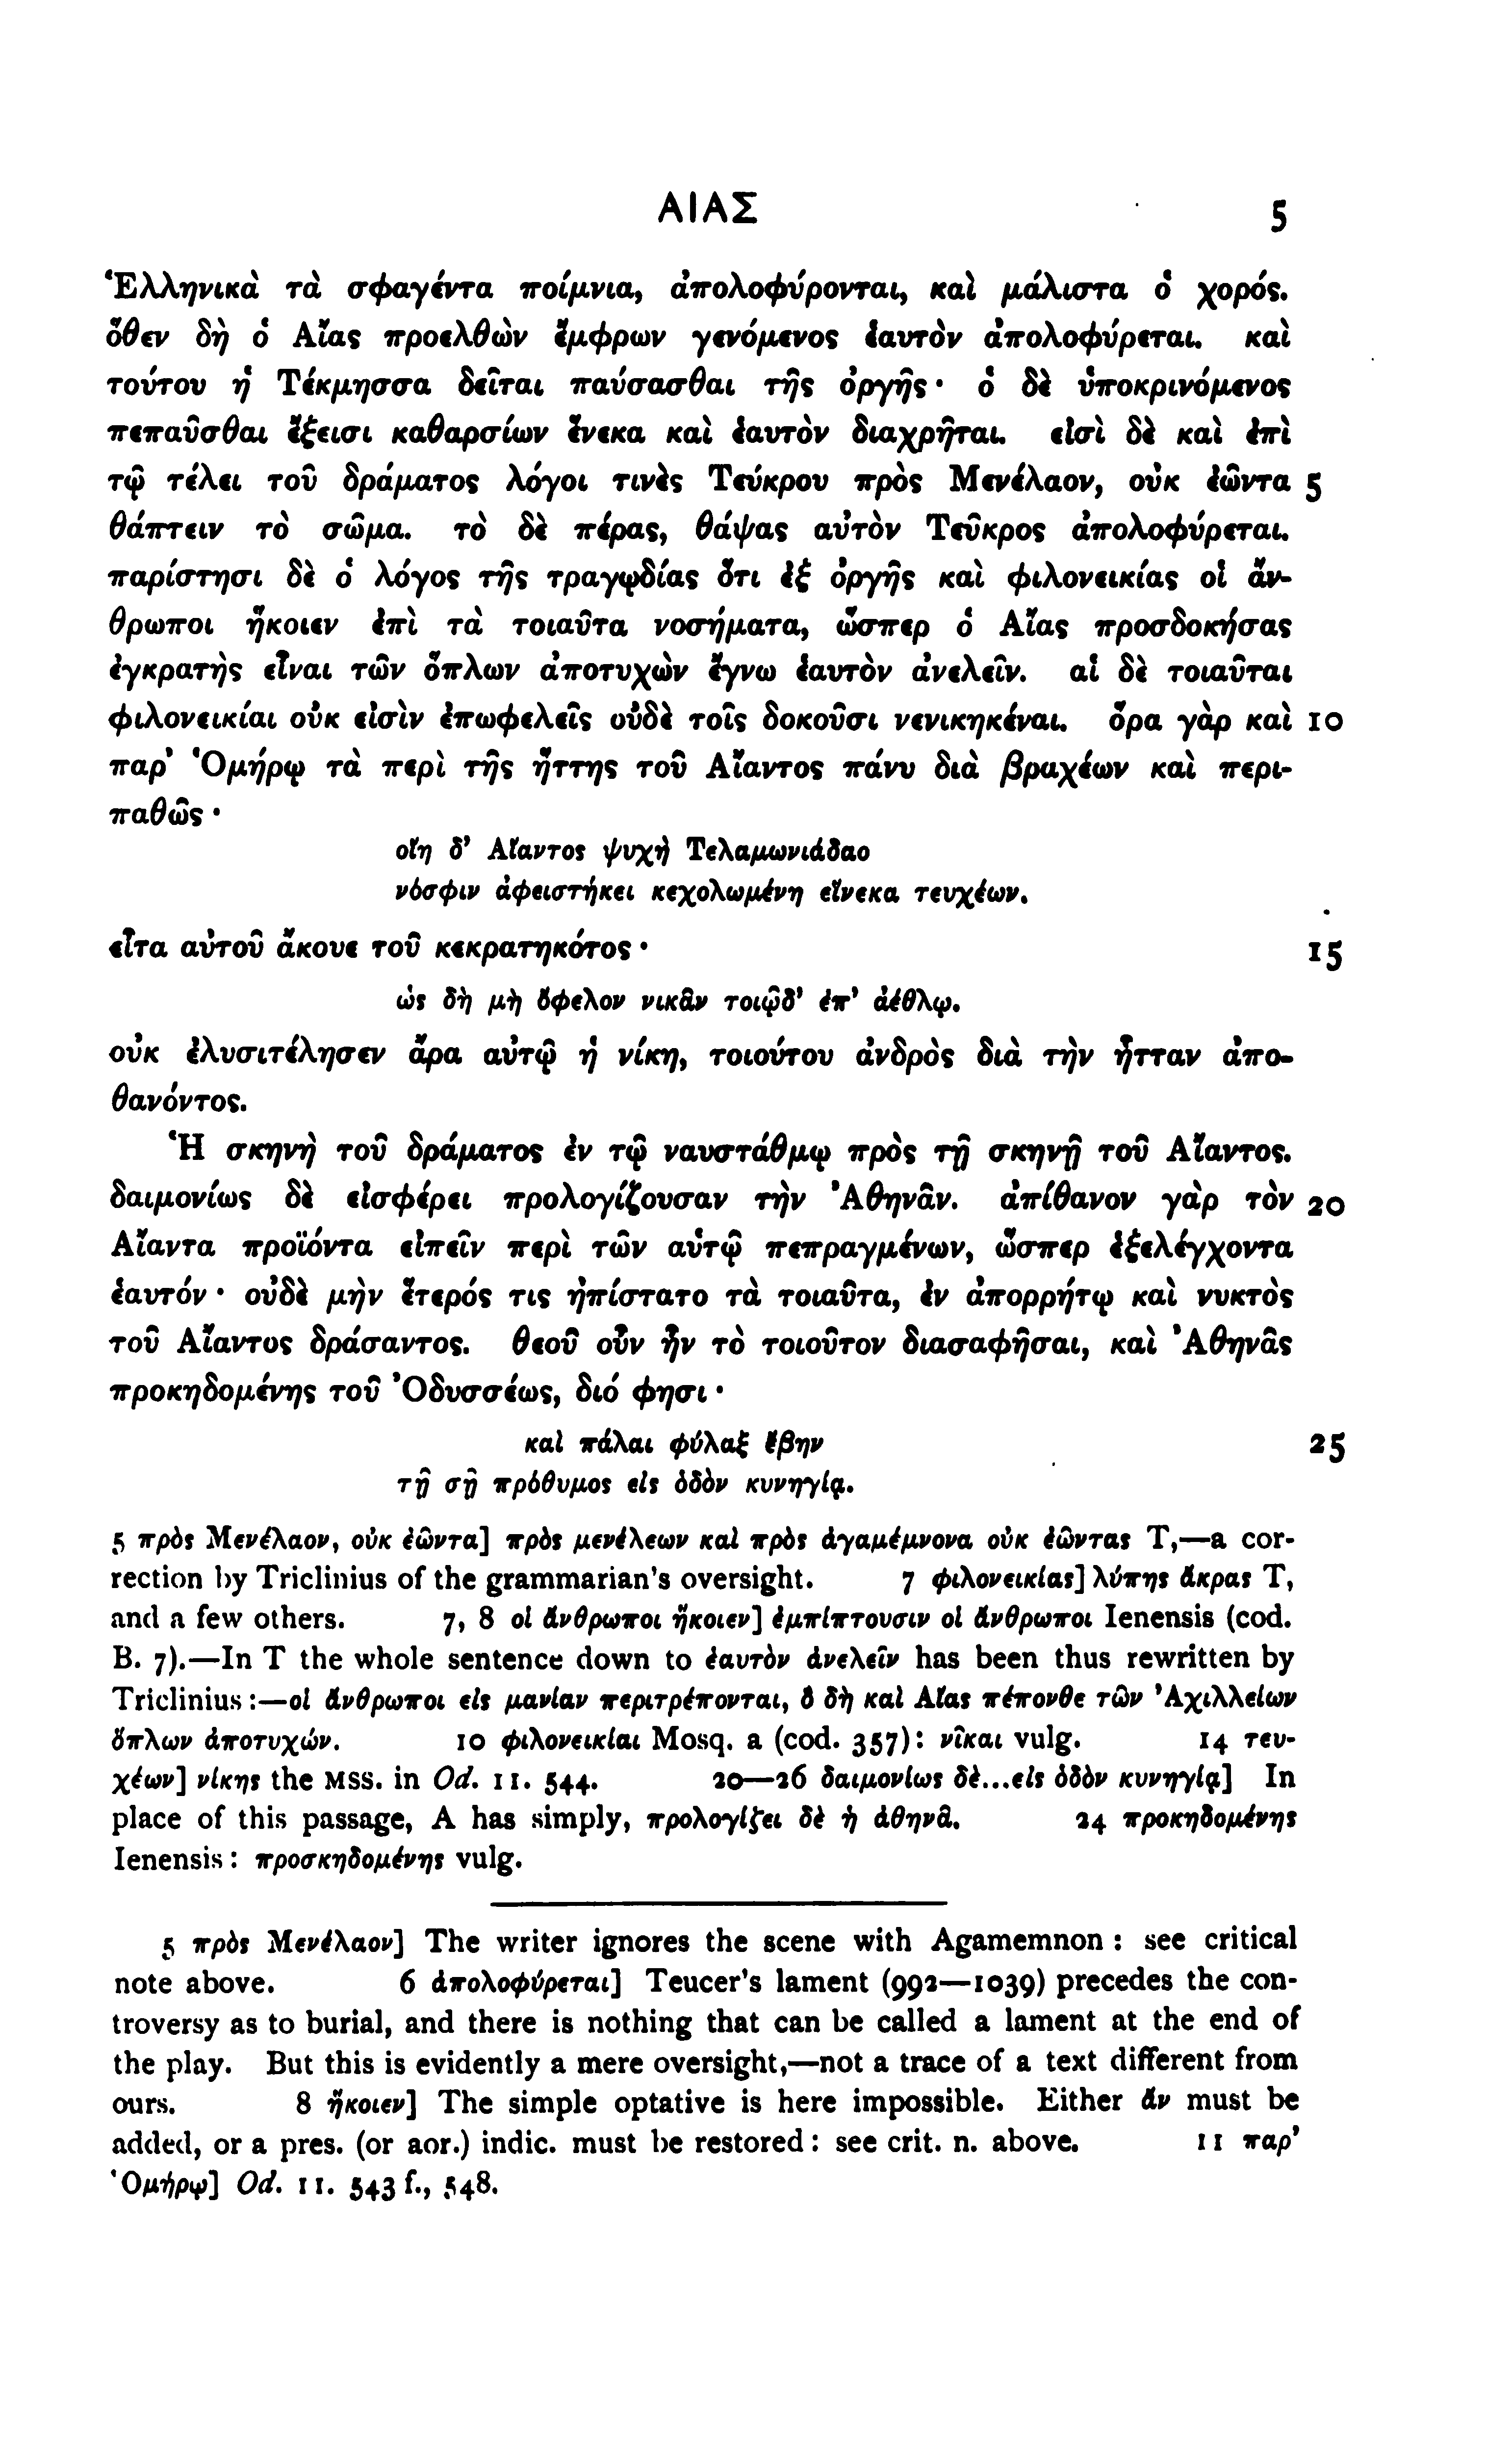 ΑΙΑΣ 5
Ἑλληνικὰ τὰ σφαγέντα ποίμνια, ἀπολοφύρονται, καὶ μάλιστα ὁ χορός.
ὅθεν δὴ ὁ Αἴας προελθὼν ἔμφρων γενόμενος ἑαυτὸν ἀπολοφύρεται. καὶ
τούτου ἡ Τέκμησσα δεῖται παύσασθαι τῆς ὀργῆς· ὁ δὲ ὑποκρινόμενος
πεπαῦσθαι ἔξεισι καθαρσίων ἕνεκα καὶ ἑαυτὸν διαχρῆται. εἰσὶ δὲ καὶ ἐπὶ
τῷ τέλει τοῦ δράματος λόγοι τινὲς Τεύκρου πρὸς Μενέλαον, οὐκ ἐῶντα 5
θάπτειν τὸ σῶμα. τὸ δὲ πέρας, θάψας αὐτὸν Τεῦκρος ἀπολοφύρεται.
παρίστησι δὲ ὁ λόγος τῆς τραγῳδίας ὅτι ἐξ ὀργῆς καὶ φιλονεικίας οἱ ἄν-
θρωποι ἥκοιεν ἐπὶ τὰ τοιαῦτα νοσήματα, ὥσπερ ὁ Αἴας προσδοκήσας
ἐγκρατὴς εἶναι τῶν ὅπλων ἀποτυχὼν ἔγνω ἑαυτὸν ἀνελεῖν. αἱ δὲ τοιαῦται
φιλονεικίαι οὐκ εἰσὶν ἐπωφελεῖς οὐδὲ τοῖς δοκοῦσι νενικηκέναι. ὅρα γὰρ καὶ 10
παρ’ Ὁμήρῳ τὰ περὶ τῆς ἥττης τοῦ Αἴαντος πάνυ διὰ βραχέων καὶ περι-
παθῶς·
οἴη δ’ Αἴαντος ψυχὴ Τελαμωνιάδαο
νόσφιν ἀφειστήκει κεχολωμένη εἵνεκα τευχέων.
εἶτα αὐτοῦ ἄκουε τοῦ κεκρατηκότος· 15
ὡς δὴ μὴ ὄφελον νικᾶν τοιῷδ’ ἐπ’ ἀέθλῳ.
οὐκ ἐλυσιτέλησεν ἄρα αὐτῷ ἡ νίκη, τοιούτου ἀνδρὸς διὰ τὴν ἧτταν ἀπο-
θανόντος.
Ἡ σκηνὴ τοῦ δράματος ἐν τῷ ναυστάθμῳ πρὸς τῇ σκηνῇ τοῦ Αἴαντος.
δαιμονίως δὲ εἰσφέρει προλογίζουσαν τὴν Ἀθηνᾶν. ἀπίθανον γὰρ τὸν 20
Αἴαντα προϊόντα εἰπεῖν περὶ τῶν αὑτῷ πεπραγμένων, ὥσπερ ἐξελέγχοντα
ἑαυτόν· οὐδὲ μὴν ἕτερός τις ἠπίστατο τὰ τοιαῦτα, ἐν ἀπορρήτῳ καὶ νυκτὸς
τοῦ Αἴαντος δράσαντος. θεοῦ οὖν ἦν τὸ τοιοῦτον διασαφῆσαι, καὶ Ἀθηνᾶς
προκηδομένης τοῦ Ὀδυσσέως, διό φησι·
καὶ πάλαι φύλαξ ἔβην 25
τῇ σῇ πρόθυμος εἰς ὁδὸν κυνηγίᾳ.
5 πρὸς Μενέλαον, οὐκ ἐῶντα] πρὸς μενέλεων καὶ πρὸς ἀγαμέμνονα οὐκ ἐῶντας T,—a cor-
rection by Triclinius of the grammarian's oversight. 7 φιλονεικίας] λύπης ἄκρας T,
and a few others. 7, 8 οἱ ἄνθρωποι ἥκοιεν] ἐμπίπτουσιν οἱ ἄνθρωποι Ienensis (cod.
B. 7).—In T the whole sentence down to ἑαυτὸν ἀνελεῖν has been thus rewritten by
Triclinius:—οἱ ἄνθρωποι εἰς μανίαν περιτρέπονται, ὃ δὴ καὶ Αἴας πέπονθε τῶν Ἀχιλλείων
ὅπλων ἀποτυχών. 10 φιλονεικίαι Mosq. a (cod. 357): νῖκαι vulg. 14 τευ-
χέων] νίκης the MSS. in Od. 11. 544. 20—26 δαιμονίως δὲ...εἰς ὁδὸν κυνηγίᾳ] In
place of this passage, A has simply, προλογίζει δὲ ἡ ἀθηνᾶ. 24 προκηδομένης
Ienensis: προσκηδομένης vulg.
5 πρὸς Μενέλαον] The writer ignores the scene with Agamemnon: see critical
note above. 6 ἀπολοφύρεται] Teucer's lament (992—1039) precedes the con-
troversy as to burial, and there is nothing that can be called a lament at the end of
the play. But this is evidently a mere oversight,—not a trace of a text different from
ours. 8 ἥκοιεν] The simple optative is here impossible. Either ἄν must be
added, or a pres. (or aor.) indic. must be restored: see crit. n. above. 11 παρ’
Ὁμήρῳ] Od. 11. 543 f., 548.